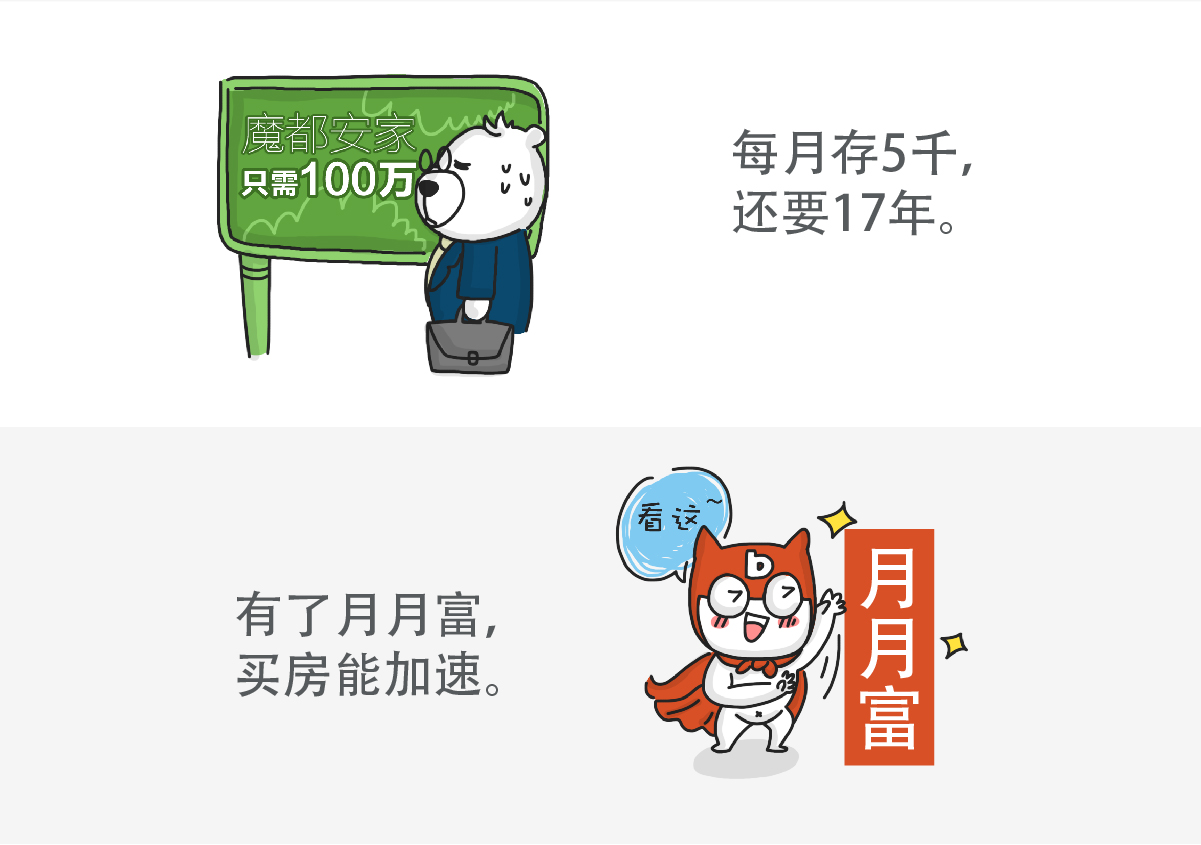 魔都安家
只需100万
每月存5千,
还要17年。
有了月月富,
买房能加速。
看这~
b
月月富